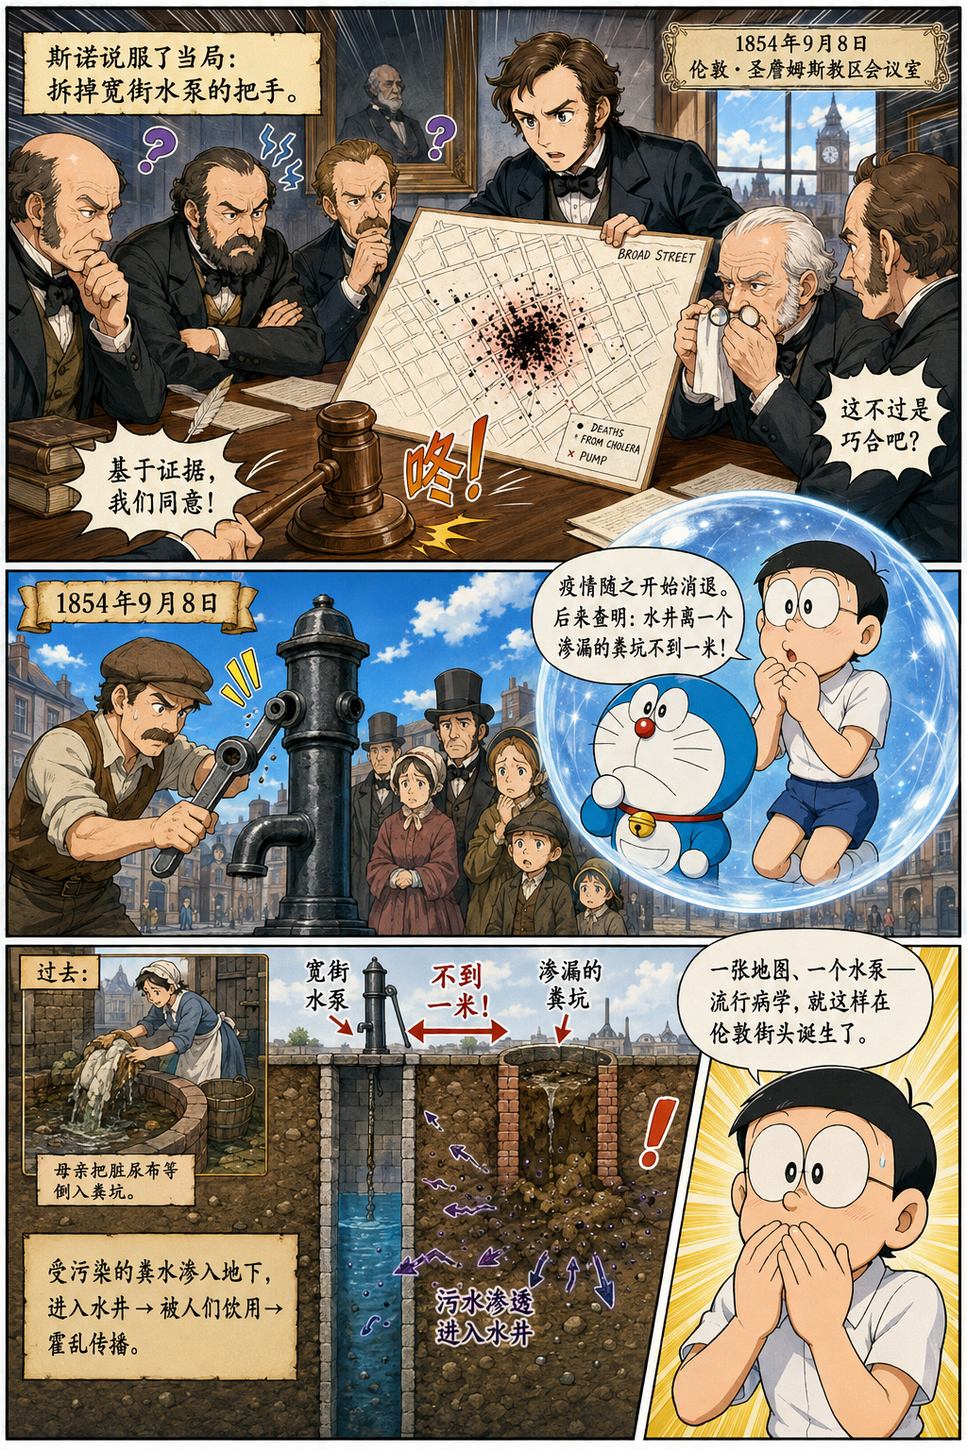 斯诺说服了当局：
拆掉宽街水泵的把手。
1854年9月8日
伦敦·圣詹姆斯教区会议室
?
?
BROAD STREET
DEATHS
FROM CHOLERA
PUMP
基于证据，
我们同意！
咚！
这不过是
巧合吧？
1854年9月8日
疫情随之开始消退。
后来查明：水井离一个
渗漏的粪坑不到一米！
过去：
母亲把脏尿布等
倒入粪坑。
宽街
水泵
不到
一米！
渗漏的
粪坑
!
受污染的粪水渗入地下，
进入水井→被人们饮用→
霍乱传播。
污水渗透
进入水井
一张地图、一个水泵——
流行病学，就这样在
伦敦街头诞生了。